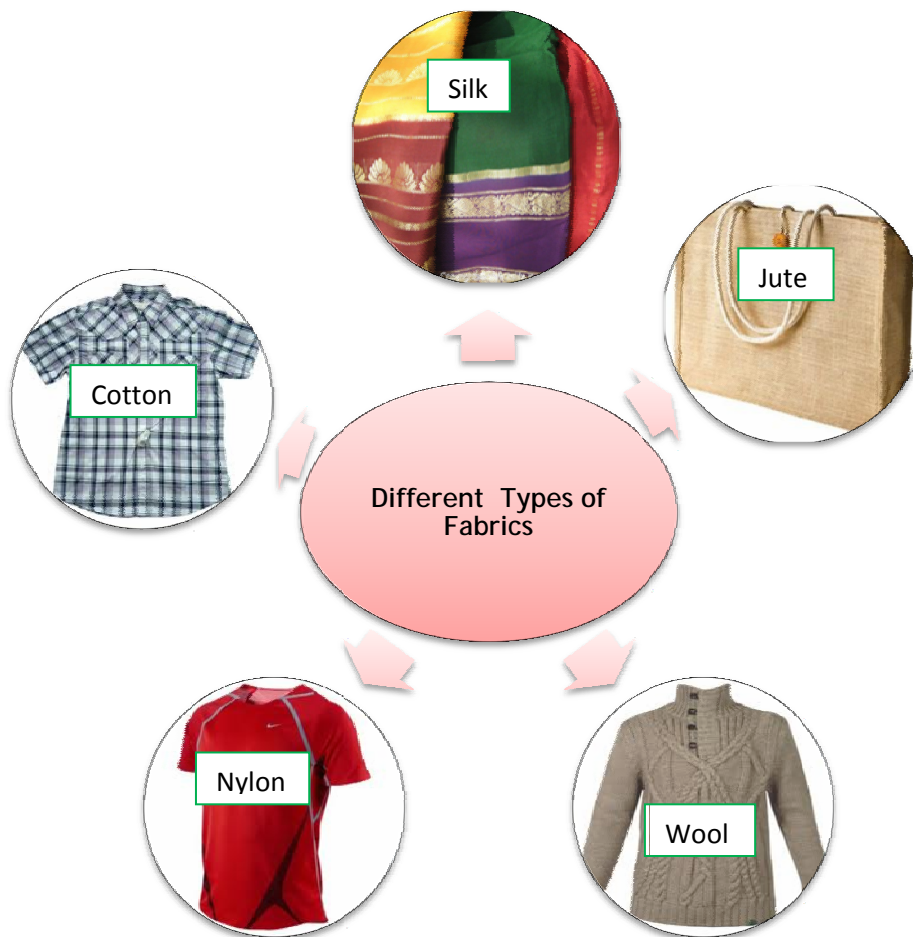 Silk
Jute
Cotton
Different Types of
Fabrics
Nylon
Wool